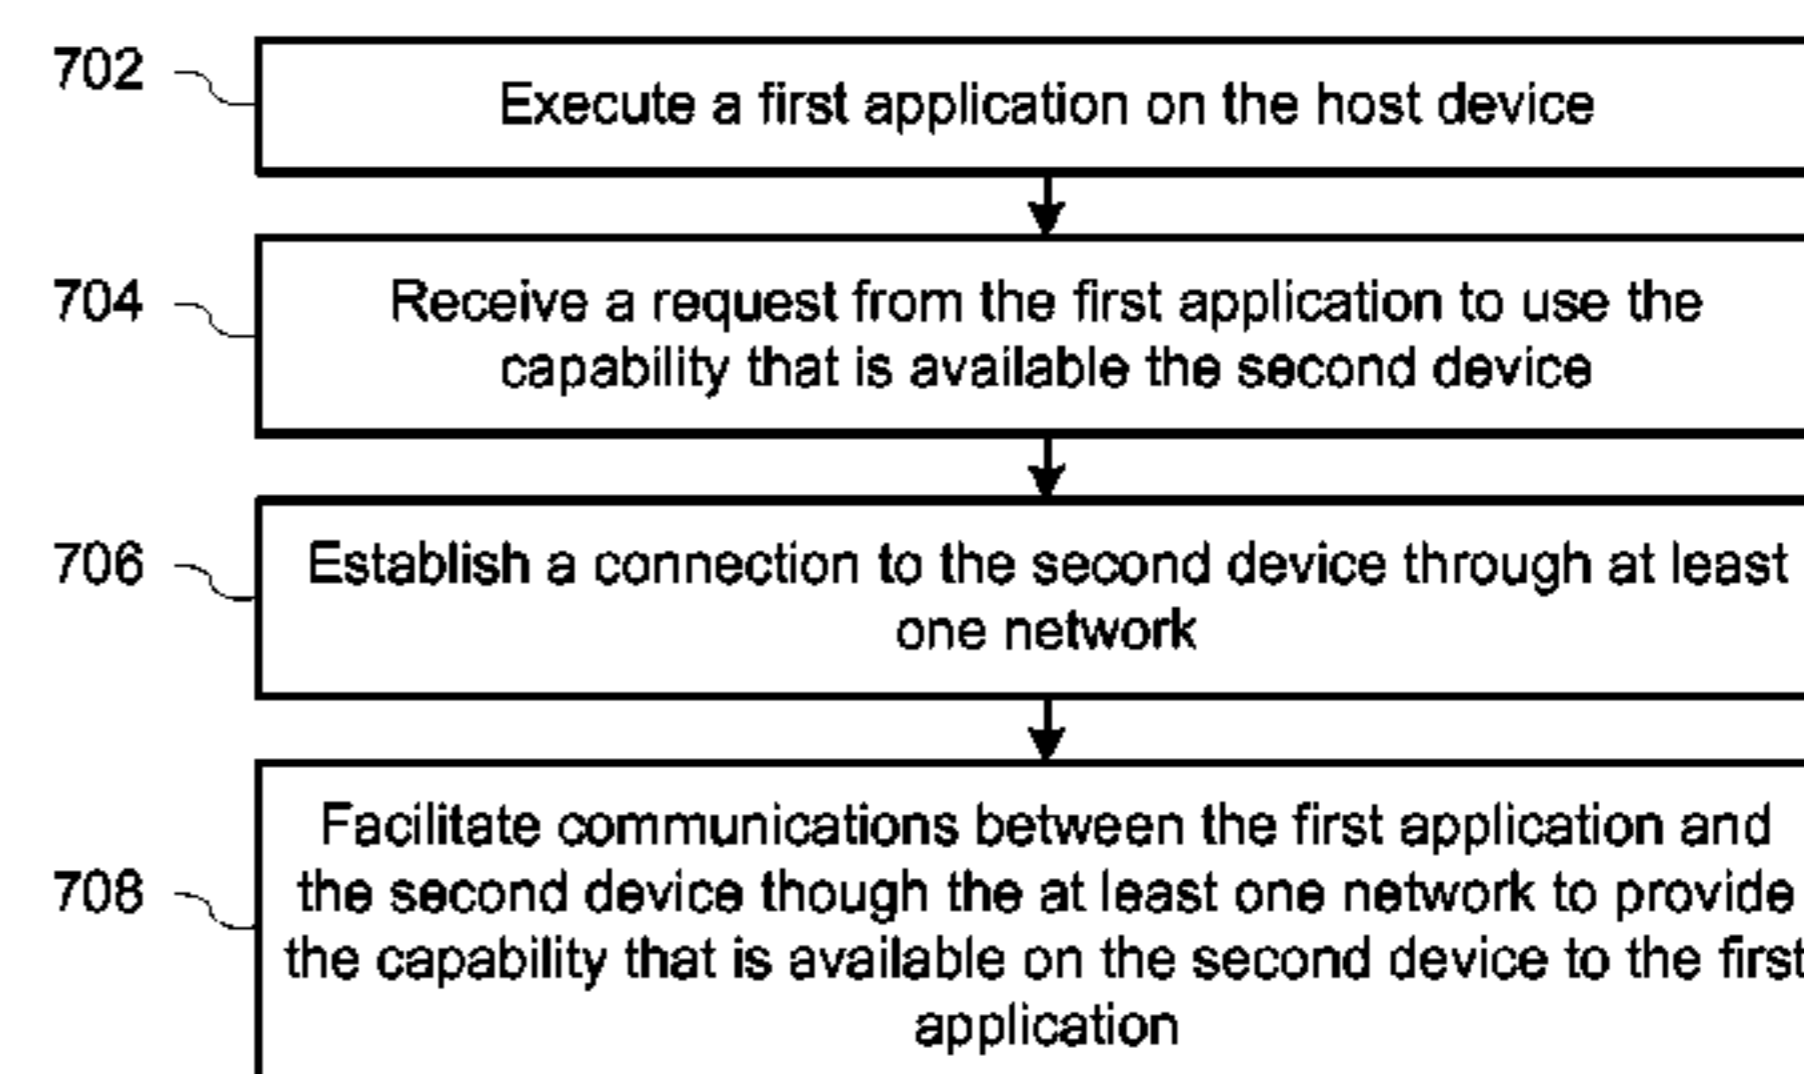 702
Execute a first application on the host device
704
Receive a request from the first application to use the
capability that is available the second device
706
Establish a connection to the second device through at least
one network
708
Facilitate communications between the first application and
the second device though the at least one network to provide
the capability that is available on the second device to the first
application